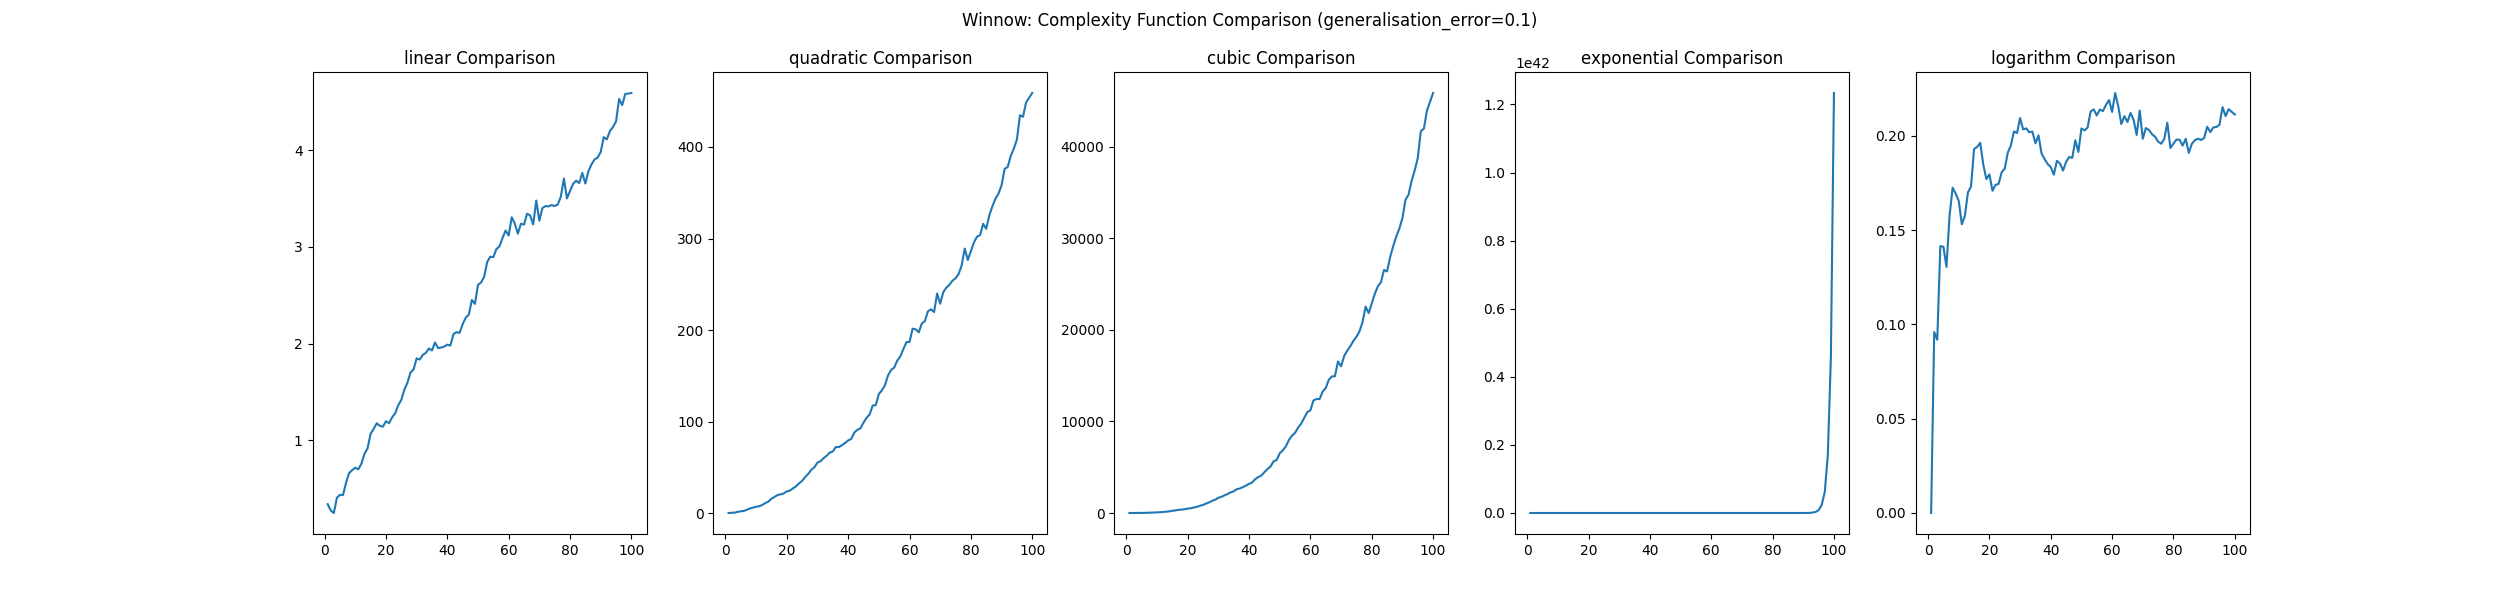 Winnow: Complexity Function Comparison (generalisation_error=0.1)
linear Comparison
4
3
2
1
0 20 40 60 80 100
quadratic Comparison
400
300
200
100
0
0 20 40 60 80 100
cubic Comparison
40000
30000
20000
10000
0
0 20 40 60 80 100
exponential Comparison
1e42
1.2
1.0
0.8
0.6
0.4
0.2
0.0
0 20 40 60 80 100
logarithm Comparison
0.20
0.15
0.10
0.05
0.00
0 20 40 60 80 100